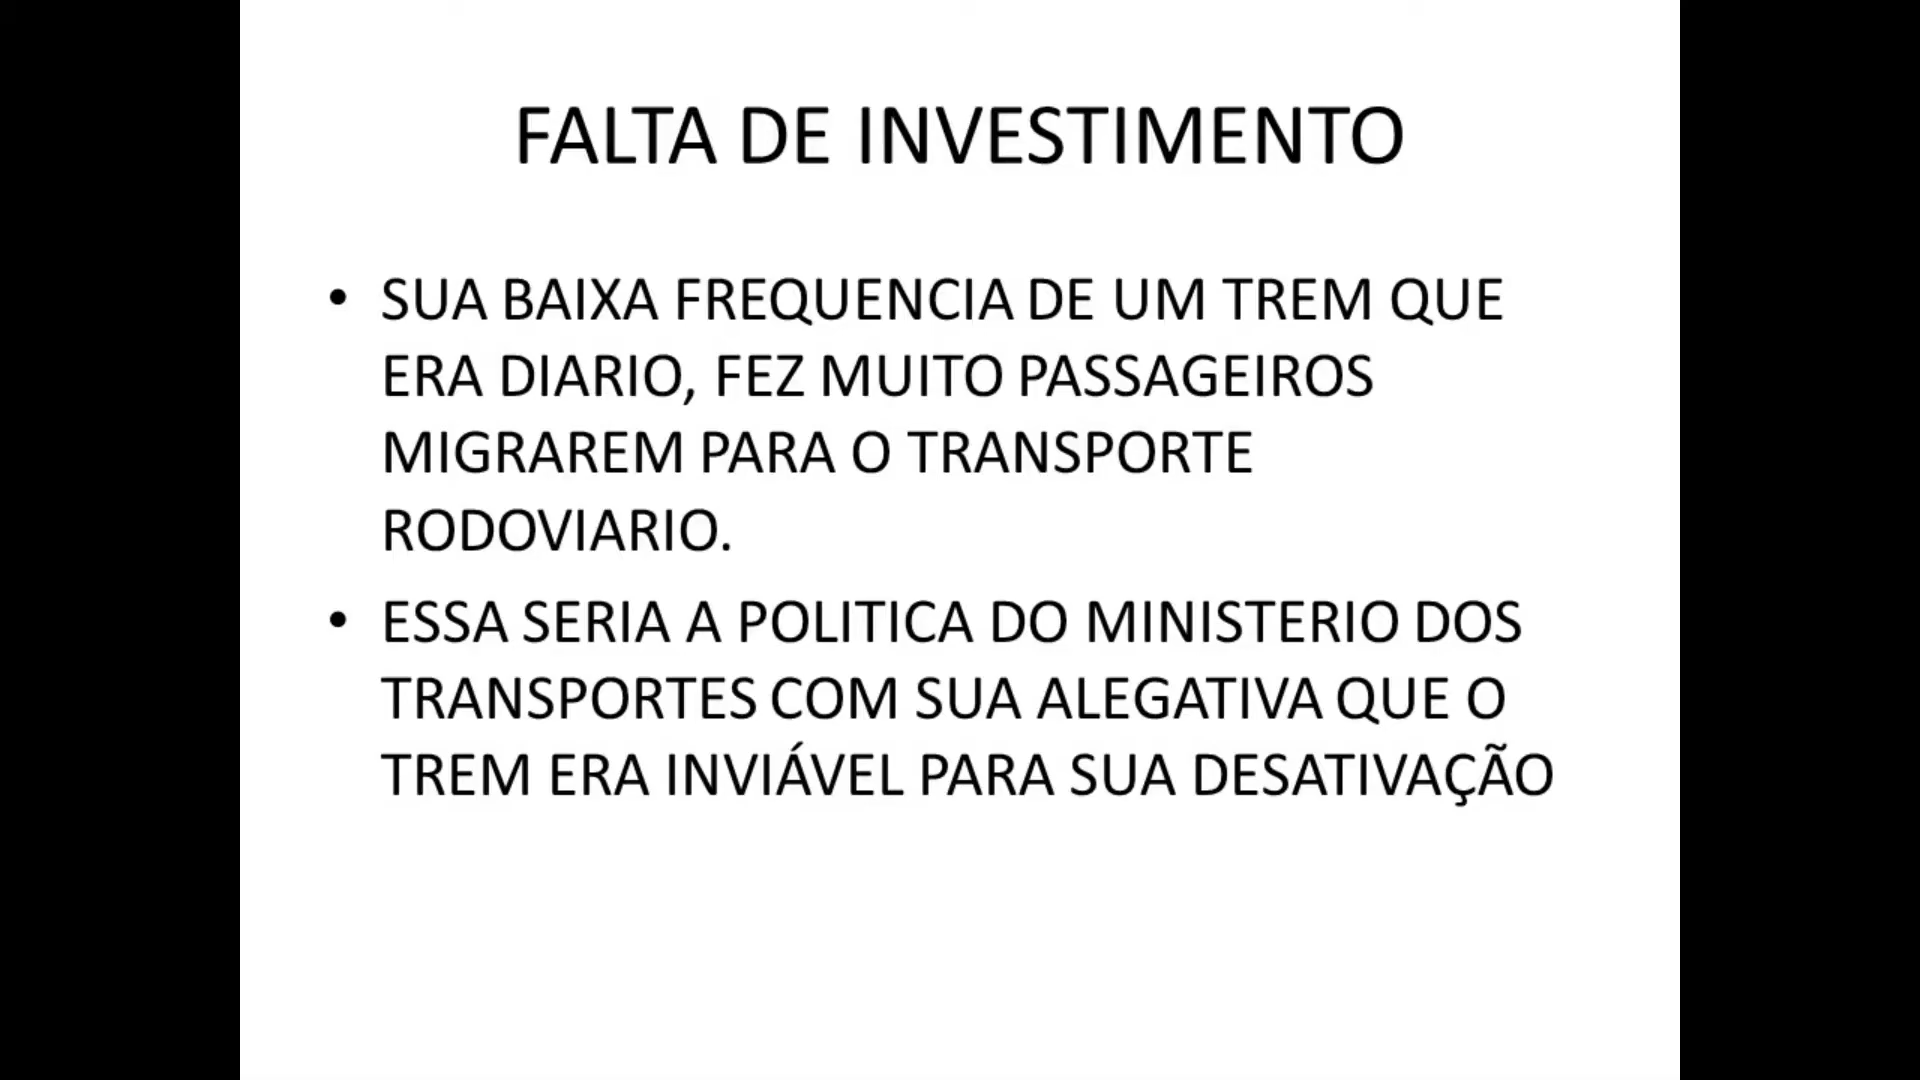 FALTA DE INVESTIMENTO
• SUA BAIXA FREQUENCIA DE UM TREM QUE
ERA DIARIO, FEZ MUITO PASSAGEIROS
MIGRAREM PARA O TRANSPORTE
RODOVIARIO.
• ESSA SERIA A POLITICA DO MINISTERIO DOS
TRANSPORTES COM SUA ALEGATIVA QUE O
TREM ERA INVIÁVEL PARA SUA DESATIVAÇÃO